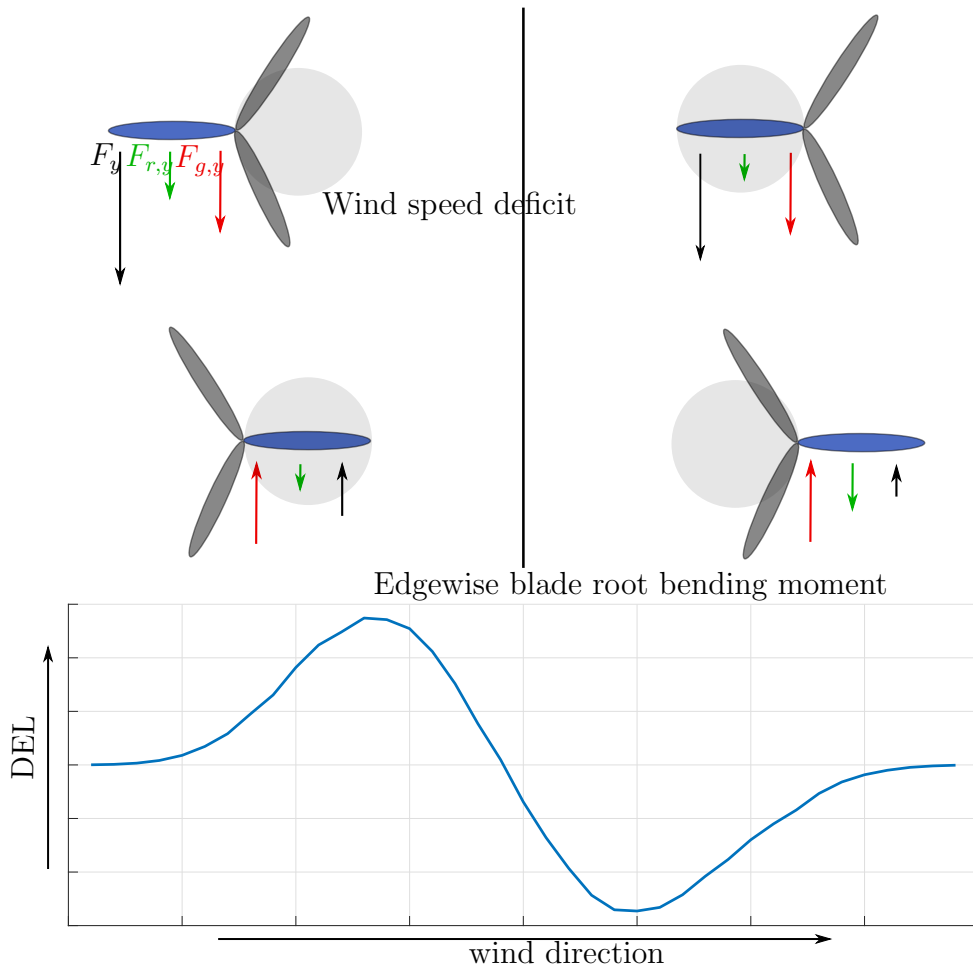 F_y F_{r,y} F_{g,y}
Wind speed deficit
Edgewise blade root bending moment
DEL
wind direction